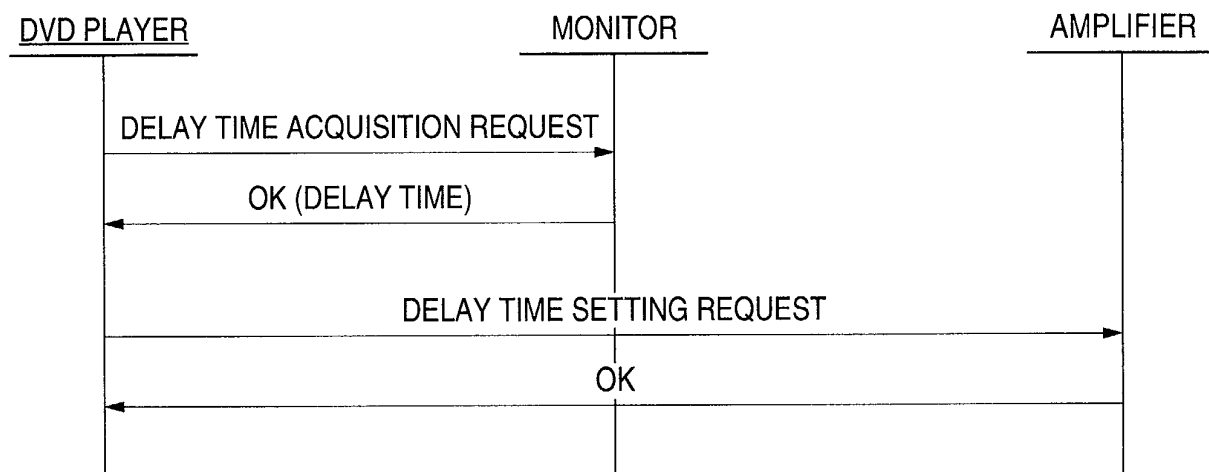 DVD PLAYER
MONITOR
AMPLIFIER
DELAY TIME ACQUISITION REQUEST
OK (DELAY TIME)
DELAY TIME SETTING REQUEST
OK